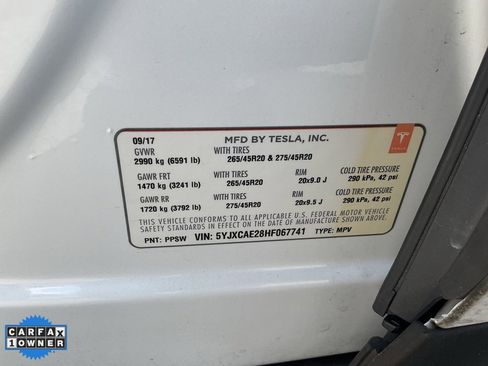 09/17
MFD BY TESLA, INC.
GVWR WITH TIRES
2990 kg (6591 lb) 265/45R20 & 275/45R20
GAWR FRT WITH TIRES RIM COLD TIRE PRESSURE
1470 kg (3241 lb) 265/45R20 20x9.0 J 290 kPa, 42 psi
GAWR RR WITH TIRES RIM COLD TIRE PRESSURE
1720 kg (3792 lb) 275/45R20 20x9.5 J 290 kPa, 42 psi
THIS VEHICLE CONFORMS TO ALL APPLICABLE U.S. FEDERAL MOTOR VEHICLE
SAFETY STANDARDS IN EFFECT ON THE DATE OF MANUFACTURE SHOWN ABOVE.
PNT: PPSW VIN: 5YJXCAE28HF067741 TYPE: MPV
CARFAX
1 OWNER